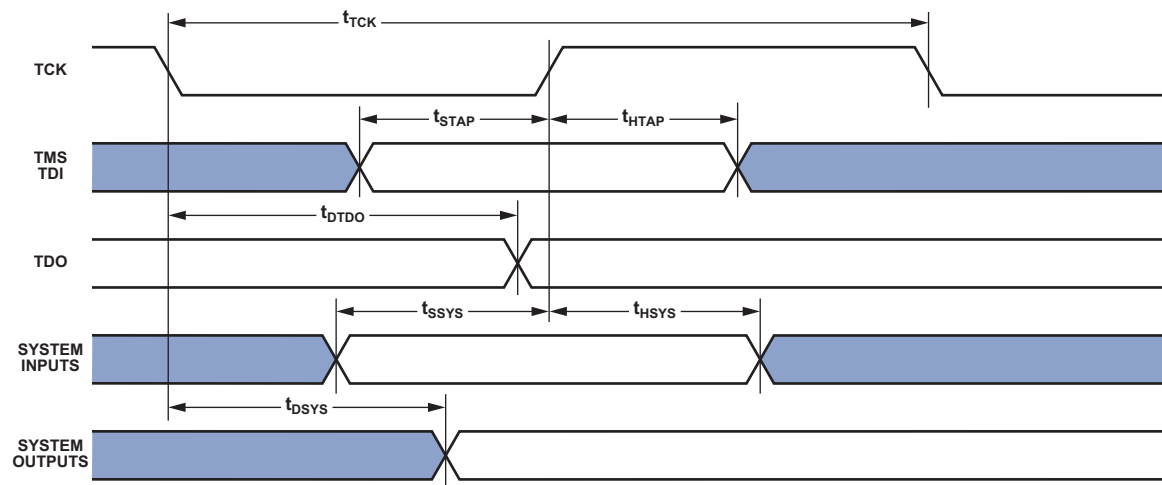 tTCK
TCK
tSTAP
tHTAP
TMS
TDI
tDTDO
TDO
tSSYS
tHSYS
SYSTEM
INPUTS
tDSYS
SYSTEM
OUTPUTS